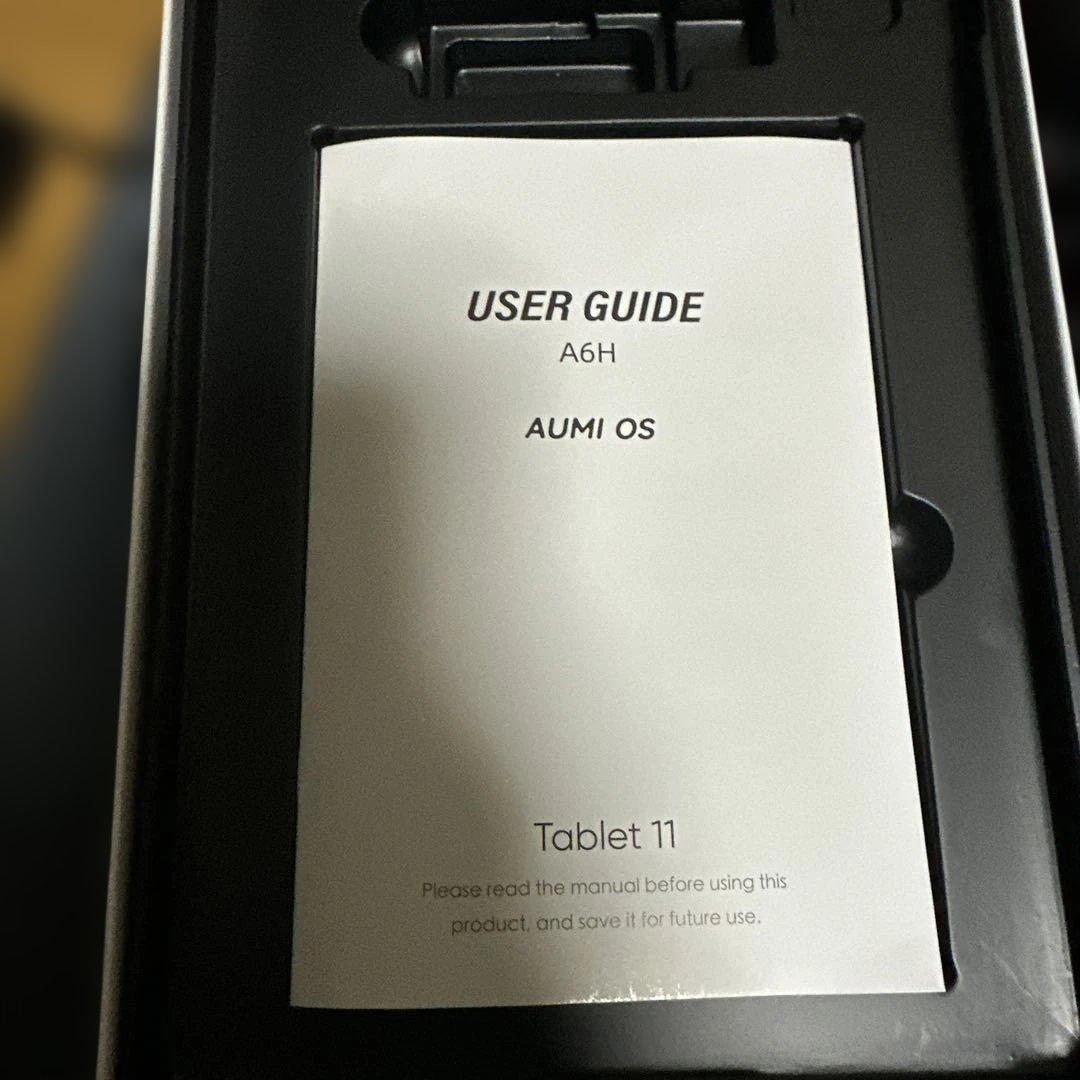 USER GUIDE
A6H
AUMI OS
Tablet 11
Please read the manual before using this
product, and save it for future use.